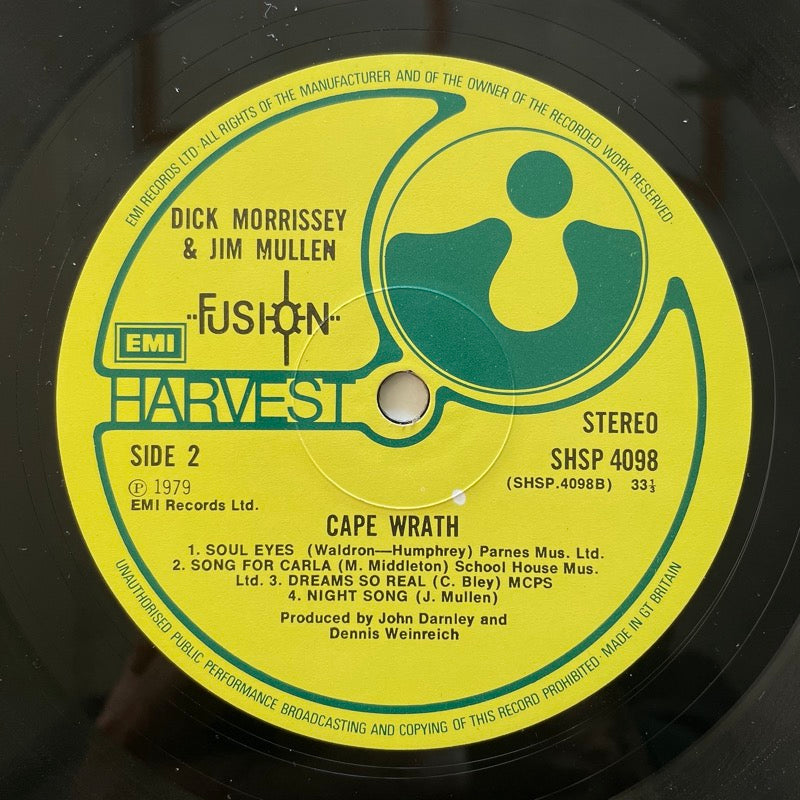 EMI RECORDS LTD·ALL RIGHTS OF THE MANUFACTURER AND OF THE OWNER OF THE RECORDED WORK RESERVED·
DICK MORRISSEY
& JIM MULLEN
··FUSION··
EMI
HARVEST
STEREO
SIDE 2
SHSP 4098
℗ 1979
(SHSP.4098B) 33⅓
EMI Records Ltd.
CAPE WRATH
1. SOUL EYES (Waldron—Humphrey) Parnes Mus. Ltd.
2. SONG FOR CARLA (M. Middleton) School House Mus.
Ltd. 3. DREAMS SO REAL (C. Bley) MCPS
4. NIGHT SONG (J. Mullen)
Produced by John Darnley and
Dennis Weinreich
UNAUTHORISED PUBLIC PERFORMANCE BROADCASTING AND COPYING OF THIS RECORD PROHIBITED·MADE IN GT BRITAIN